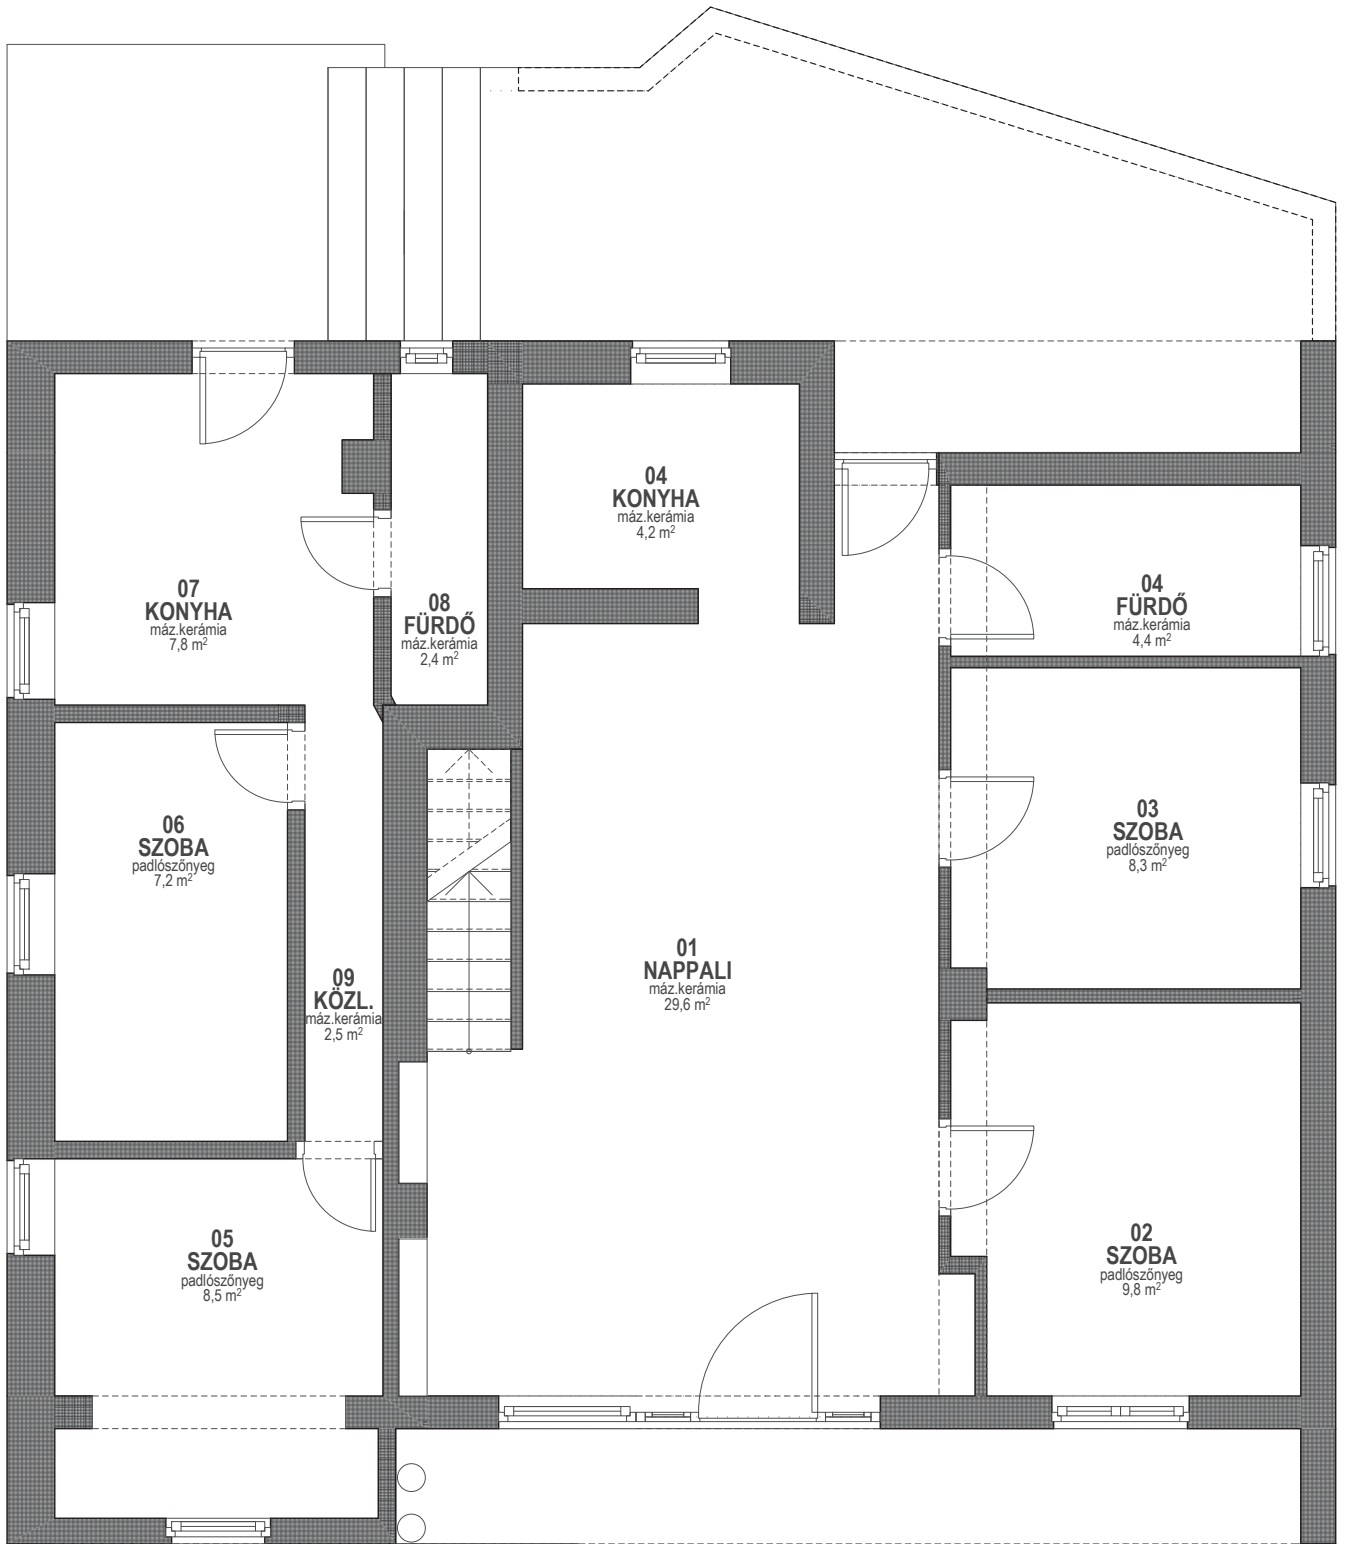 04
KONYHA
máz.kerámia
4,2 m²
07
KONYHA
máz.kerámia
7,8 m²
08
FÜRDŐ
máz.kerámia
2,4 m²
04
FÜRDŐ
máz.kerámia
4,4 m²
06
SZOBA
padlószőnyeg
7,2 m²
03
SZOBA
padlószőnyeg
8,3 m²
01
NAPPALI
máz.kerámia
29,6 m²
09
KÖZL.
máz.kerámia
2,5 m²
05
SZOBA
padlószőnyeg
8,5 m²
02
SZOBA
padlószőnyeg
9,8 m²